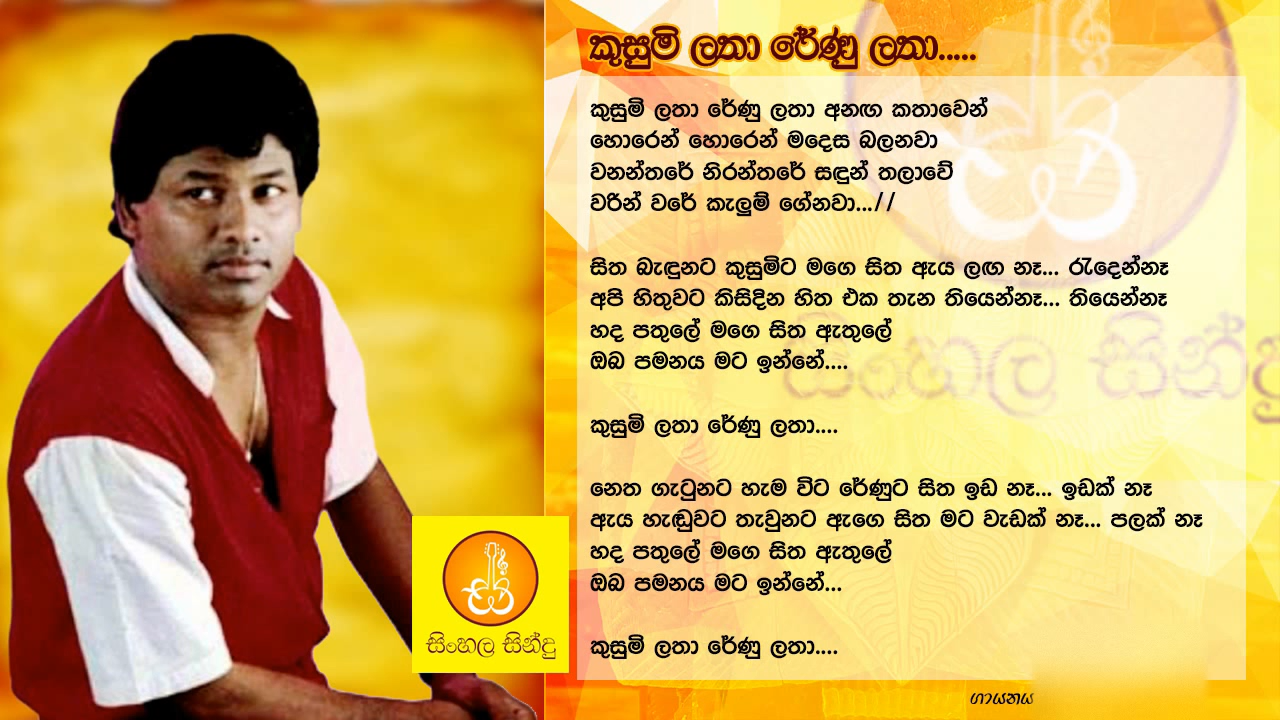 කුසුමි ලතා රේණු ලතා.....
කුසුමි ලතා රේණු ලතා අනඟ කතාවෙන්
හොරෙන් හොරෙන් මදෙස බලනවා
වනන්තරේ නිරන්තරේ සඳුන් තලාවේ
වරින් වරේ කැලුම් ගේනවා...//
සිත බැඳුනට කුසුමිට මගෙ සිත ඇය ලඟ නෑ... රැදෙන්නෑ
අපි හිතුවට කිසිදින හිත එක තැන තියෙන්නෑ... තියෙන්නෑ
හද පතුලේ මගෙ සිත ඇතුලේ
ඔබ පමනය මට ඉන්නේ....
කුසුමි ලතා රේණු ලතා....
නෙත ගැටුනට හැම විට රේණුට සිත ඉඩ නෑ... ඉඩක් නෑ
ඇය හැඬුවට තැවුනට ඇගෙ සිත මට වැඩක් නෑ... පලක් නෑ
හද පතුලේ මගෙ සිත ඇතුලේ
ඔබ පමනය මට ඉන්නේ...
කුසුමි ලතා රේණු ලතා....
ගායනය
සිංහල සින්දු
සිංහල සින්දු